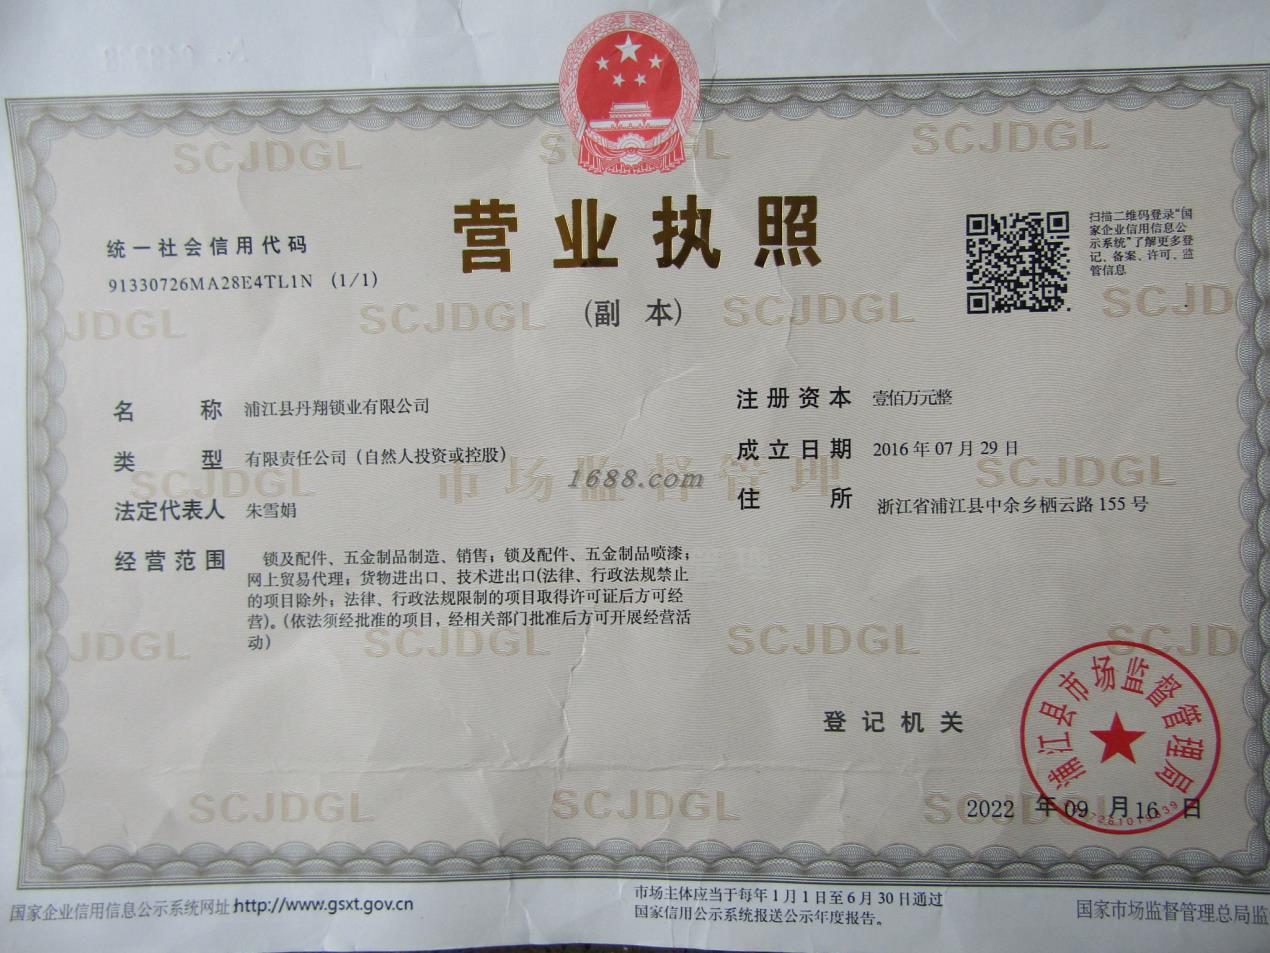 营业执照
(副 本)
统一社会信用代码
91330726MA28E4TL1N (1/1)
扫描二维码登录“国
家企业信用信息公
示系统”了解更多登
记、备案、许可、监
管信息
名 称 浦江县丹翔锁业有限公司
类 型 有限责任公司（自然人投资或控股）
法定代表人 朱雪娟
经营范围 锁及配件、五金制品制造、销售；锁及配件、五金制品喷漆；
网上贸易代理；货物进出口、技术进出口(法律、行政法规禁止
的项目除外；法律、行政法规限制的项目取得许可证后方可经
营)。(依法须经批准的项目，经相关部门批准后方可开展经营活
动)
注册资本 壹佰万元整
成立日期 2016年07月29日
住 所 浙江省浦江县中余乡栖云路155号
1688.com
市场监督管理
SCJDGL
SCJDGL
SCJDGL
SCJDGL
SCJDGL
SCJDGL
SCJDGL
SCJDGL
SCJDGL
SCJDGL
SCJDGL
登记机关
浦江县市场监督管理局
2022 年 09 月 16 日
国家企业信用信息公示系统网址:http://www.gsxt.gov.cn
市场主体应当于每年1月1日至6月30日通过
国家信用公示系统报送公示年度报告。
国家市场监督管理总局监